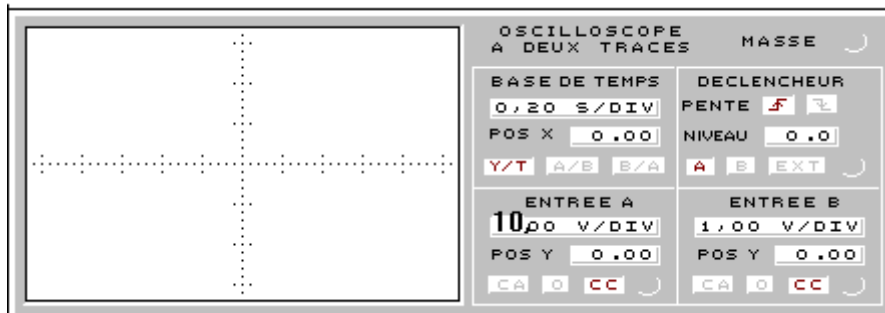 OSCILLOSCOPE
A DEUX TRACES
MASSE
BASE DE TEMPS
0,20 S/DIV
POS X 0.00
Y/T A/B B/A
DECLENCHEUR
PENTE
NIVEAU 0.0
A B EXT
ENTREE A
10,00 V/DIV
POS Y 0.00
CA 0 CC
ENTREE B
1,00 V/DIV
POS Y 0.00
CA 0 CC